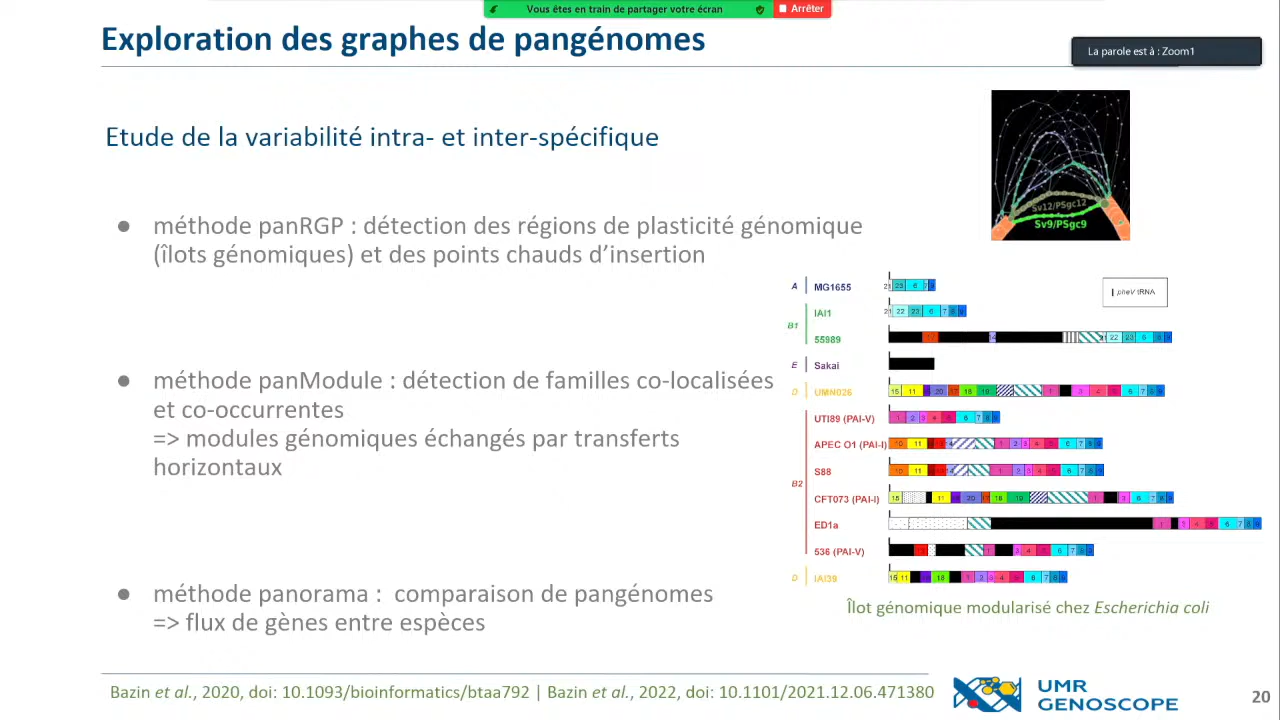 Vous êtes en train de partager votre écran
Arrêter
Exploration des graphes de pangénomes
La parole est à : Zoom1
Etude de la variabilité intra- et inter-spécifique
Sv12/PSgc12
Sv9/PSgc9
● méthode panRGP : détection des régions de plasticité génomique
(îlots génomiques) et des points chauds d’insertion
● méthode panModule : détection de familles co-localisées
et co-occurrentes
=> modules génomiques échangés par transferts
horizontaux
● méthode panorama : comparaison de pangénomes
=> flux de gènes entre espèces
pheV tRNA
A MG1655
IAI1
B1
55989
E Sakai
D UMN026
UTI89 (PAI-V)
APEC O1 (PAI-I)
S88
B2
CFT073 (PAI-I)
ED1a
536 (PAI-V)
D IAI39
Îlot génomique modularisé chez Escherichia coli
Bazin et al., 2020, doi: 10.1093/bioinformatics/btaa792 | Bazin et al., 2022, doi: 10.1101/2021.12.06.471380
UMR
GENOSCOPE
20